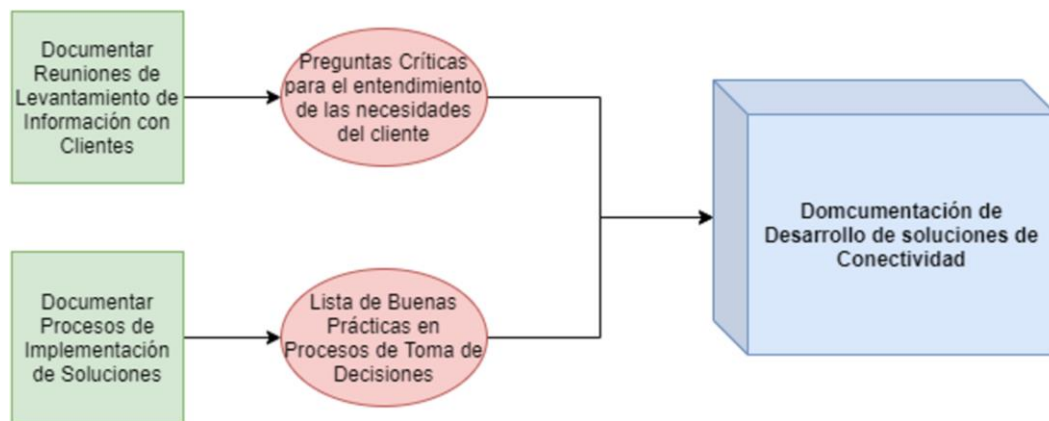 Documentar
Reuniones de
Levantamiento de
Información con
Clientes
Preguntas Críticas
para el entendimiento
de las necesidades
del cliente
Domcumentación de
Desarrollo de soluciones de
Conectividad
Documentar
Procesos de
Implementación
de Soluciones
Lista de Buenas
Prácticas en
Procesos de Toma de
Decisiones